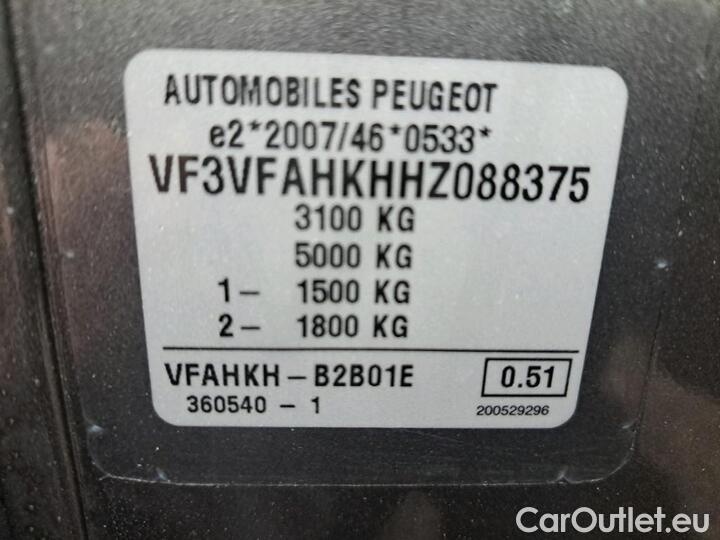 AUTOMOBILES PEUGEOT
e2*2007/46*0533*
VF3VFAHKHHZ088375
3100 KG
5000 KG
1- 1500 KG
2- 1800 KG
VFAHKH-B2B01E 0.51
360540-1 200529296
CarOutlet.eu